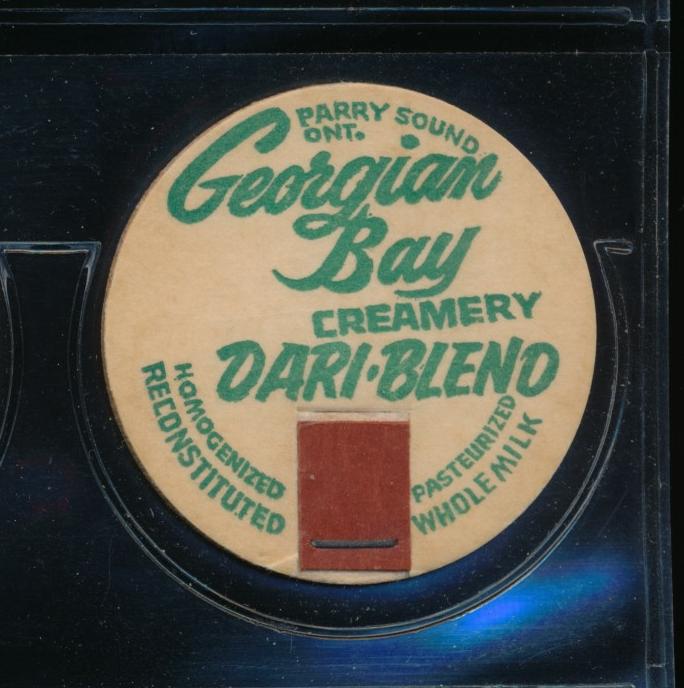 PARRY SOUND
ONT.
Georgian
Bay
CREAMERY
DARI·BLEND
HOMOGENIZED
RECONSTITUTED
PASTEURIZED
WHOLE MILK